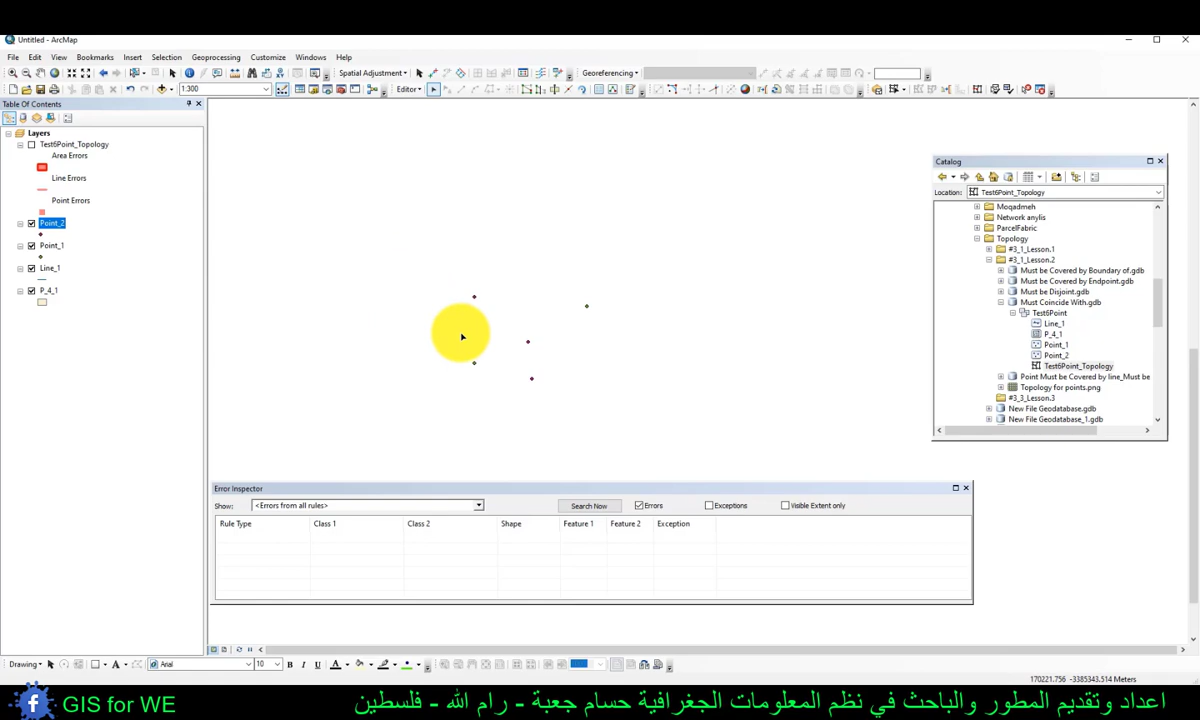 Untitled - ArcMap
File Edit View Bookmarks Insert Selection Geoprocessing Customize Windows Help
Spatial Adjustment Georeferencing
1:300 Editor
Table Of Contents
Layers
Test6Point_Topology
Area Errors
Line Errors
Point Errors
Point_2
Point_1
Line_1
P_4_1
Catalog
Location: Test6Point_Topology
Moqadmeh
Network anylis
ParcelFabric
Topology
#3_1_Lesson.1
#3_1_Lesson.2
Must be Covered by Boundary of.gdb
Must be Covered by Endpoint.gdb
Must be Disjoint.gdb
Must Coincide With.gdb
Test6Point
Line_1
P_4_1
Point_1
Point_2
Test6Point_Topology
Point Must be Covered by line_Must be
Topology for points.png
#3_3_Lesson.3
New File Geodatabase.gdb
New File Geodatabase_1.gdb
Error Inspector
Show: <Errors from all rules> Search Now Errors Exceptions Visible Extent only
Rule Type Class 1 Class 2 Shape Feature 1 Feature 2 Exception
Drawing A Arial 10 B I U A
170221.756 -3385343.514 Meters
GIS for WE
اعداد وتقديم المطور والباحث في نظم المعلومات الجغرافية حسام جعبة - رام الله - فلسطين